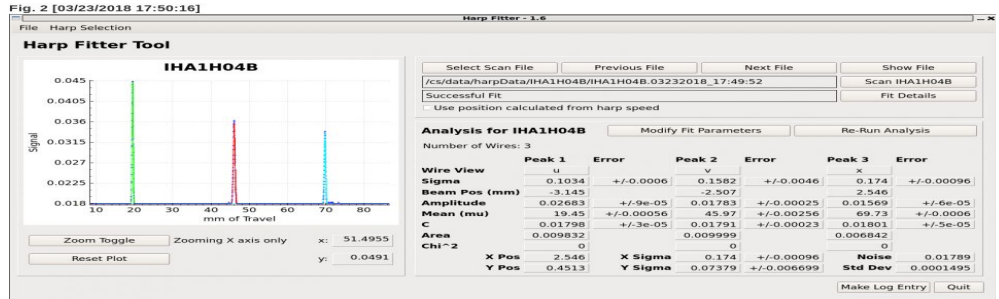 Fig. 2 [03/23/2018 17:50:16]
Harp Fitter - 1.6
File Harp Selection
Harp Fitter Tool
IHA1H04B
0.045
0.0405
0.036
0.0315
0.027
0.0225
0.018
Signal
10 20 30 40 50 60 70 80
mm of Travel
Zoom Toggle Zooming X axis only x: 51.4955
Reset Plot y: 0.0491
Select Scan File Previous File Next File Show File
/cs/data/harpData/IHA1H04B/IHA1H04B.03232018_17:49:52 Scan IHA1H04B
Successful Fit Fit Details
Use position calculated from harp speed
Analysis for IHA1H04B Modify Fit Parameters Re-Run Analysis
Number of Wires: 3
Peak 1 Error Peak 2 Error Peak 3 Error
Wire View u v x
Sigma 0.1034 +/-0.0006 0.1582 +/-0.0046 0.174 +/-0.00096
Beam Pos (mm) -3.145 -2.507 2.546
Amplitude 0.02683 +/-9e-05 0.01783 +/-0.00025 0.01569 +/-6e-05
Mean (mu) 19.45 +/-0.00056 45.97 +/-0.00256 69.73 +/-0.0006
C 0.01798 +/-3e-05 0.01791 +/-0.00023 0.01801 +/-5e-05
Area 0.009832 0.009999 0.006842
Chi^2 0 0 0
X Pos 2.546 X Sigma 0.174 +/-0.00096 Noise 0.01789
Y Pos 0.4513 Y Sigma 0.07379 +/-0.006699 Std Dev 0.0001495
Make Log Entry Quit